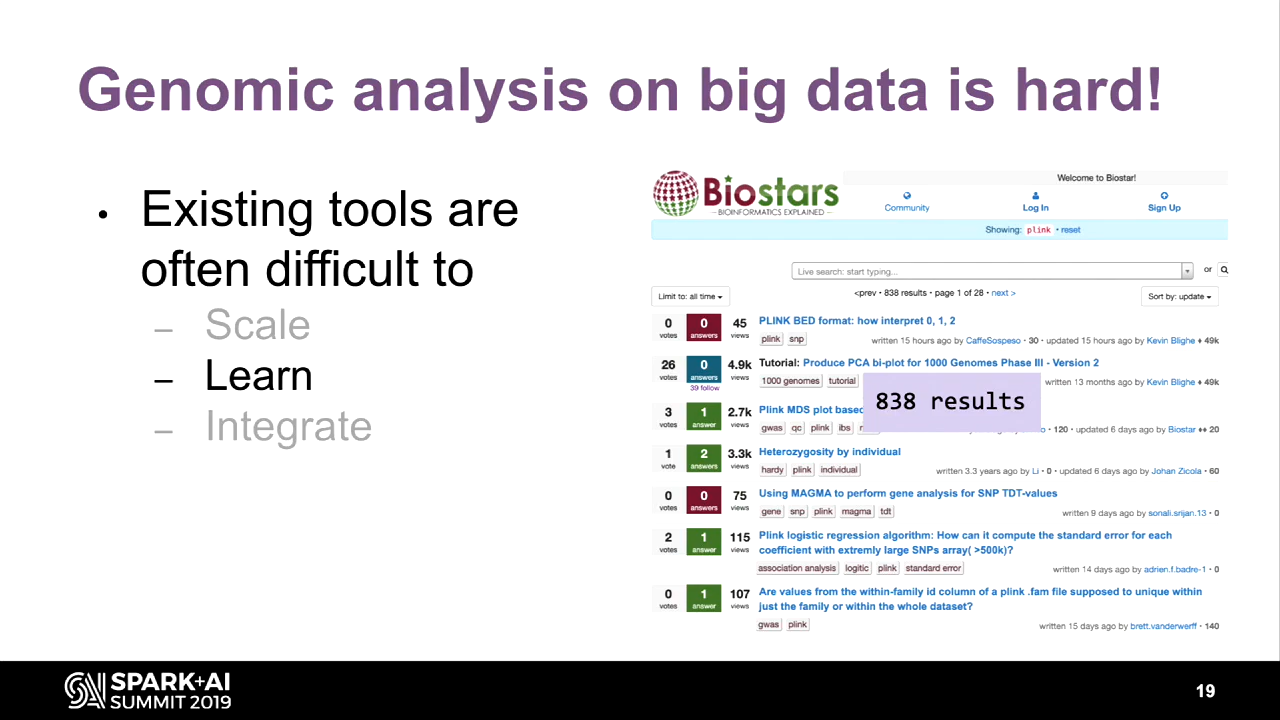 Genomic analysis on big data is hard!
• Existing tools are
often difficult to
– Scale
– Learn
– Integrate
Biostars
BIOINFORMATICS EXPLAINED
Welcome to Biostar!
Community
Log In
Sign Up
Showing: plink • reset
Live search: start typing...
or
Limit to: all time
<prev • 838 results • page 1 of 28 • next >
Sort by: update
0 votes 0 answers 45 views
PLINK BED format: how interpret 0, 1, 2
plink snp
written 15 hours ago by CaffeSospeso • 30 • updated 15 hours ago by Kevin Blighe ♦ 49k
26 votes 0 answers 4.9k views
39 follow
Tutorial: Produce PCA bi-plot for 1000 Genomes Phase III - Version 2
1000 genomes tutorial
written 13 months ago by Kevin Blighe ♦ 49k
838 results
3 votes 1 answer 2.7k views
Plink MDS plot based
gwas qc plink ibs
• 120 • updated 6 days ago by Biostar ♦♦ 20
1 vote 2 answers 3.3k views
Heterozygosity by individual
hardy plink individual
written 3.3 years ago by Li • 0 • updated 6 days ago by Johan Zicola • 60
0 votes 0 answers 75 views
Using MAGMA to perform gene analysis for SNP TDT-values
gene snp plink magma tdt
written 9 days ago by sonali.srijan.13 • 0
2 votes 1 answer 115 views
Plink logistic regression algorithm: How can it compute the standard error for each
coefficient with extremly large SNPs array( >500k)?
association analysis logitic plink standard error
written 14 days ago by adrien.f.badre-1 • 0
0 votes 1 answer 107 views
Are values from the within-family id column of a plink .fam file supposed to unique within
just the family or within the whole dataset?
gwas plink
written 15 days ago by brett.vanderwerff • 140
SPARK+AI
SUMMIT 2019
19